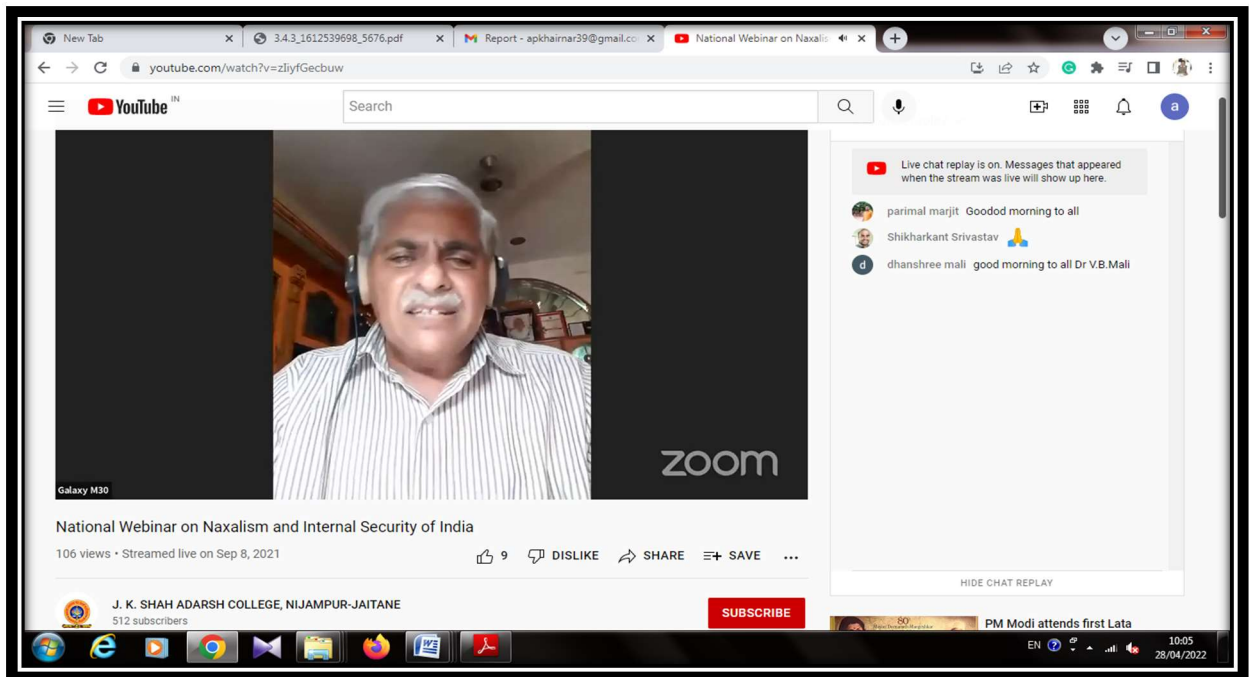 New Tab
3.4.3_1612539698_5676.pdf
Report - apkhairnar39@gmail.co
National Webinar on Naxalis
youtube.com/watch?v=zIiyfGecbuw
YouTube IN
Search
a
Live chat replay is on. Messages that appeared
when the stream was live will show up here.
parimal marjit Goodod morning to all
Shikharkant Srivastav
d dhanshree mali good morning to all Dr V.B.Mali
zoom
Galaxy M30
National Webinar on Naxalism and Internal Security of India
106 views • Streamed live on Sep 8, 2021
9 DISLIKE SHARE SAVE
HIDE CHAT REPLAY
J. K. SHAH ADARSH COLLEGE, NIJAMPUR-JAITANE
512 subscribers
SUBSCRIBE
80
PM Modi attends first Lata
EN
10:05
28/04/2022